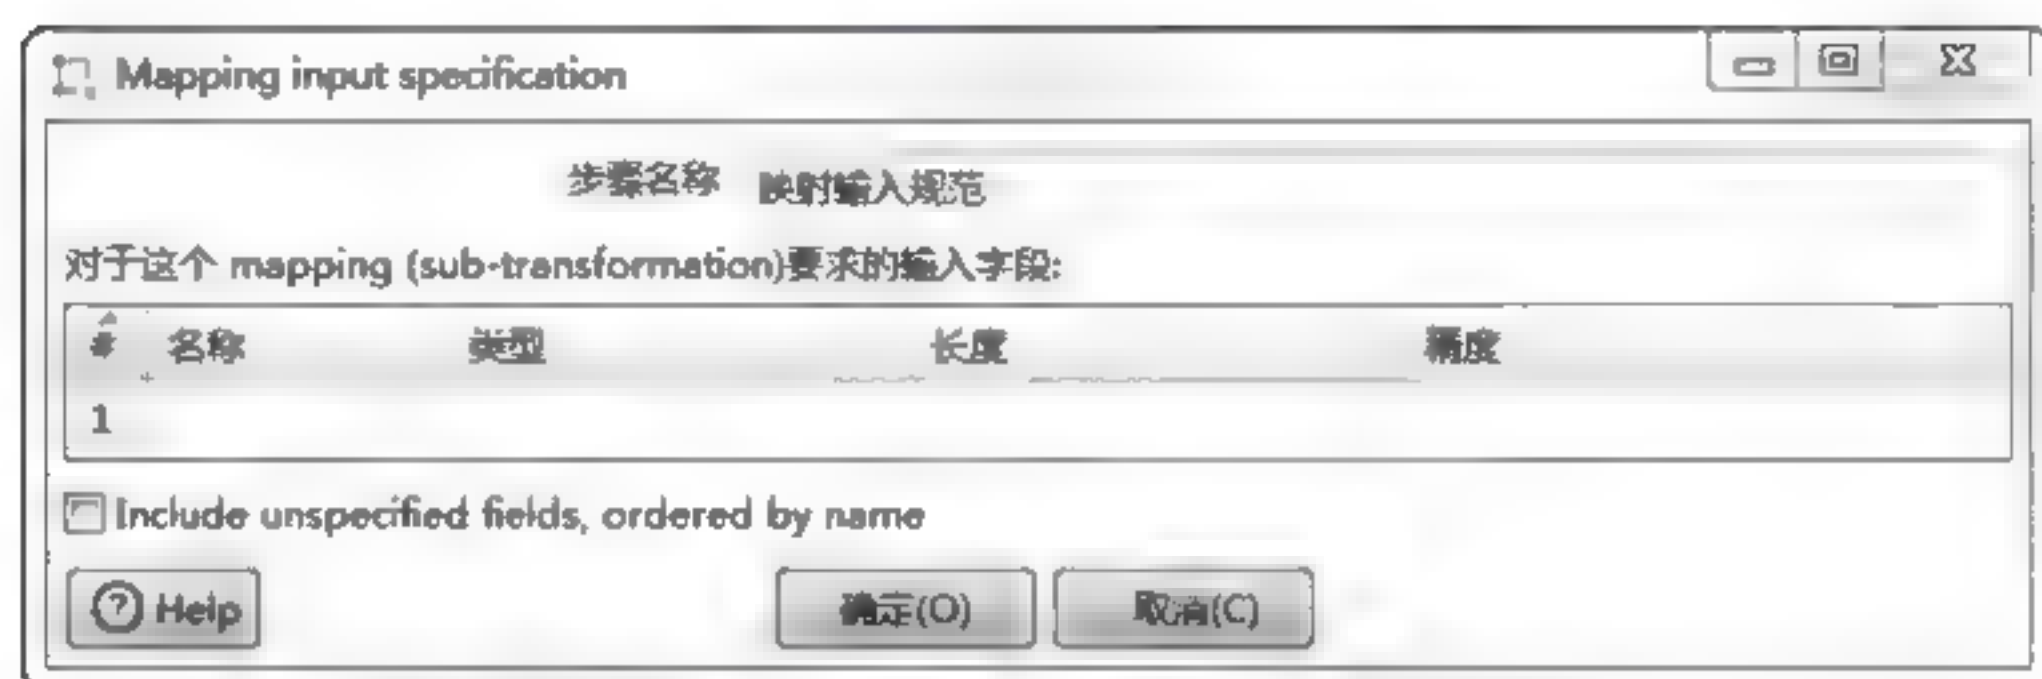 Mapping input specification
步骤名称 映射输入规范
对于这个 mapping (sub-transformation)要求的输入字段:
# 名称 类型 长度 精度
1
Include unspecified fields, ordered by name
Help 确定(O) 取消(C)